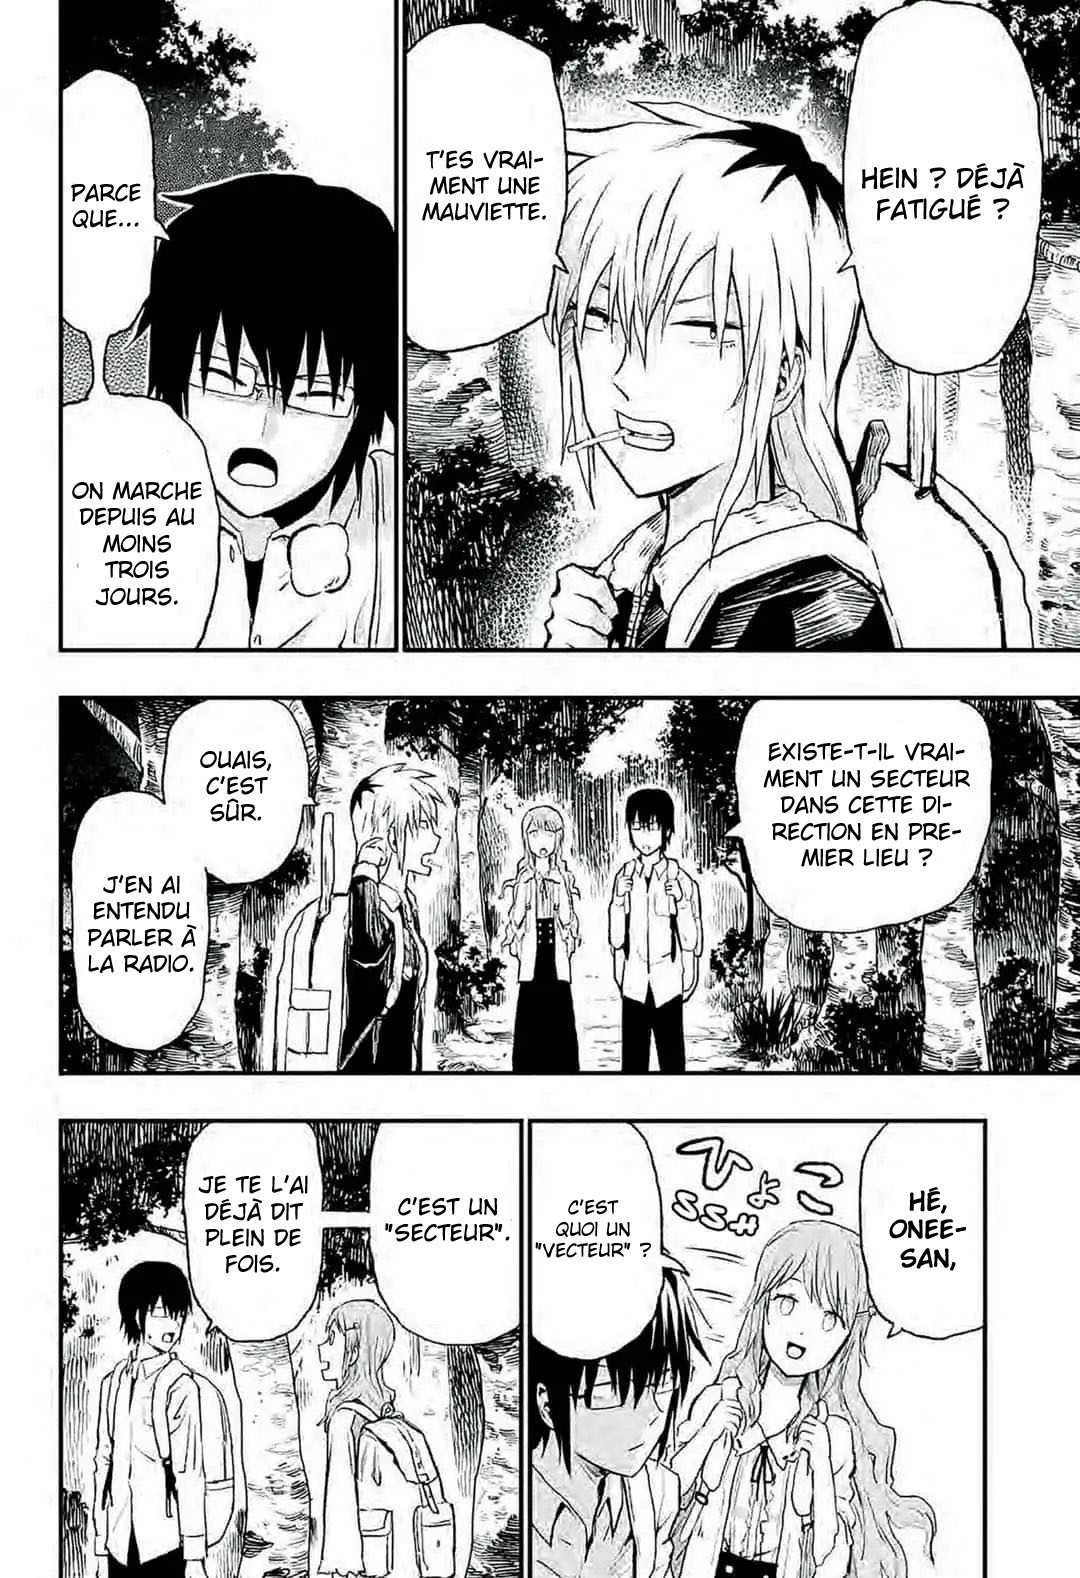 HEIN ? DÉJÀ
FATIGUÉ ?
T'ES VRAI-
MENT UNE
MAUVIETTE.
PARCE
QUE...
ON MARCHE
DEPUIS AU
MOINS
TROIS
JOURS.
EXISTE-T-IL VRAI-
MENT UN SECTEUR
DANS CETTE DI-
RECTION EN PRE-
MIER LIEU ?
OUAIS,
C'EST
SÛR.
J'EN AI
ENTENDU
PARLER À
LA RADIO.
HÉ,
ONEE-
SAN,
ひょこ
SSH
C'EST
QUOI UN
"VECTEUR" ?
C'EST UN
"SECTEUR".
JE TE L'AI
DÉJÀ DIT
PLEIN DE
FOIS.